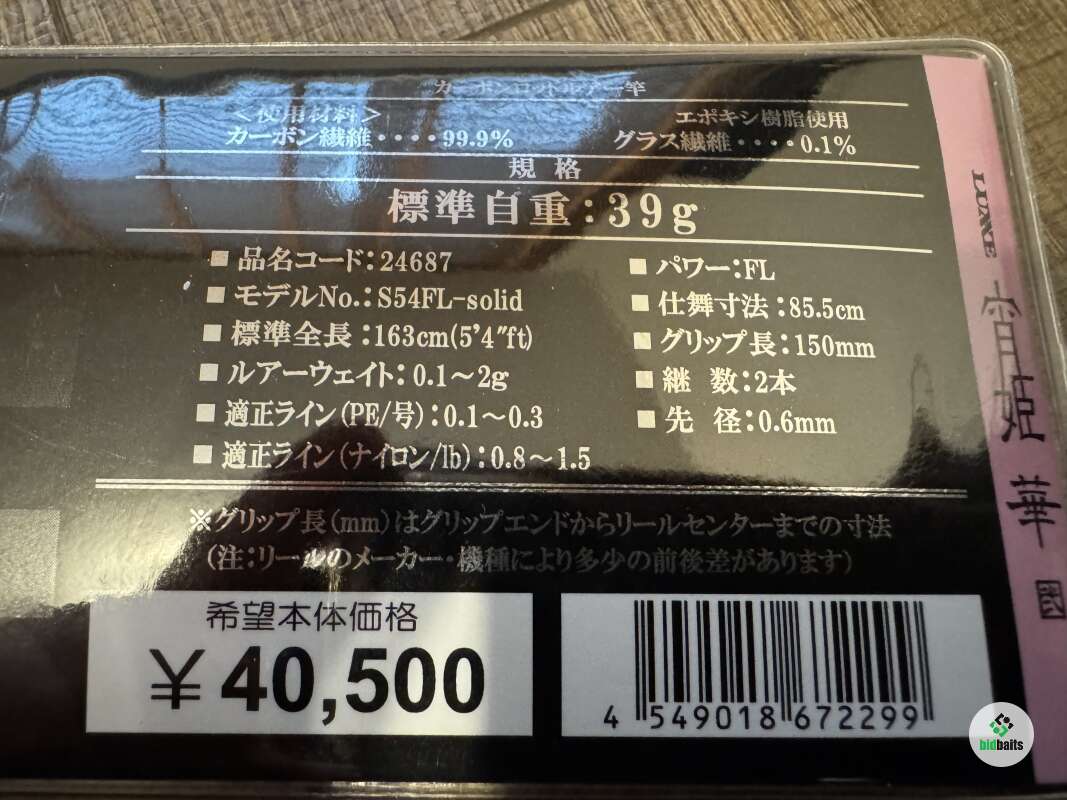 カーボンロッドルアー竿
<使用材料> エポキシ樹脂使用
カーボン繊維・・・・99.9% グラス繊維・・・・0.1%
規格
標準自重:39g
■品名コード:24687
■モデルNo.:S54FL-solid
■標準全長:163cm(5'4"ft)
■ルアーウェイト:0.1〜2g
■適正ライン(PE/号):0.1〜0.3
■適正ライン(ナイロン/lb):0.8〜1.5
■パワー:FL
■仕舞寸法:85.5cm
■グリップ長:150mm
■継 数:2本
■先 径:0.6mm
※グリップ長(mm)はグリップエンドからリールセンターまでの寸法
(注:リールのメーカー・機種により多少の前後差があります)
希望本体価格
¥40,500
4 549018 672299
LUXXE 宵姫 華
bidbaits